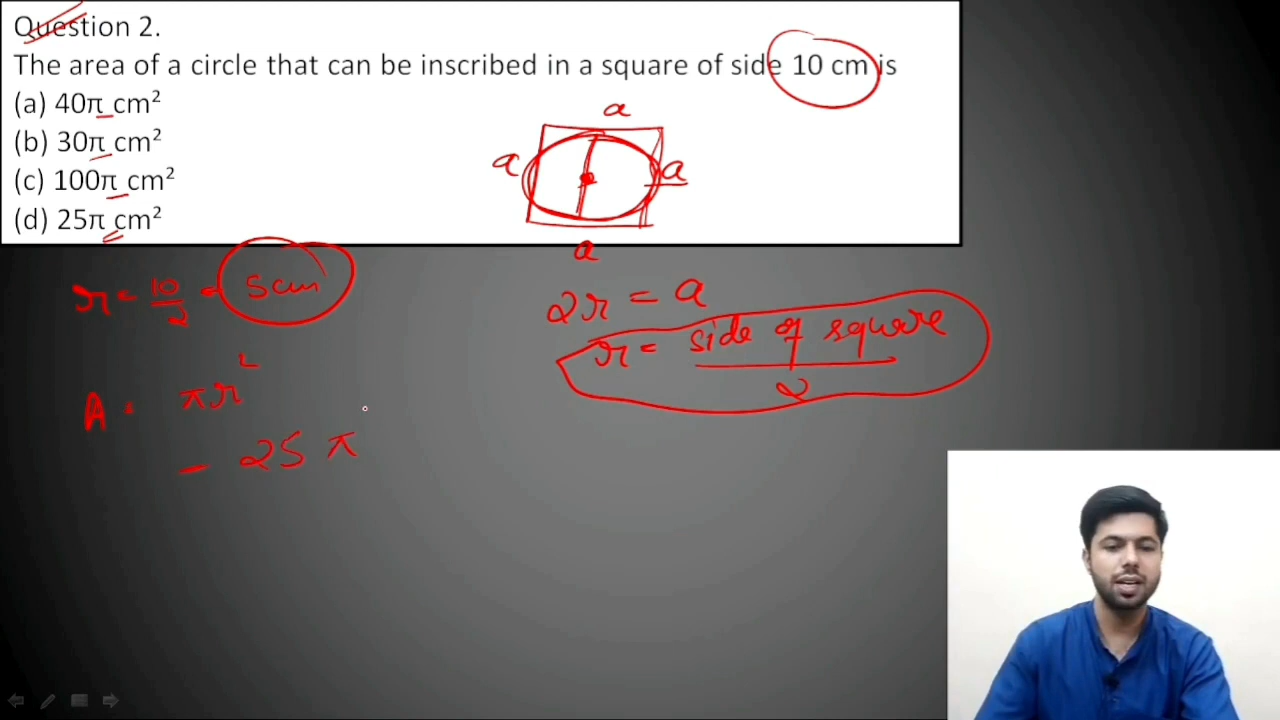 Question 2.
The area of a circle that can be inscribed in a square of side 10 cm is
(a) 40π cm²
(b) 30π cm²
(c) 100π cm²
(d) 25π cm²
a
a
a
a
r = 10/2 = 5cm
2r = a
r = side of square / 2
A = πr²
= 25 π